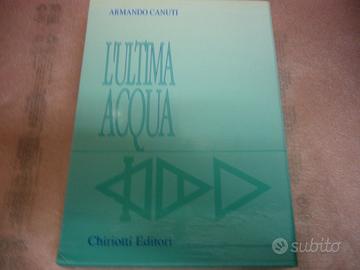 ARMANDO CANUTI
L'ULTIMA
ACQUA
Chiriotti Editori
subito